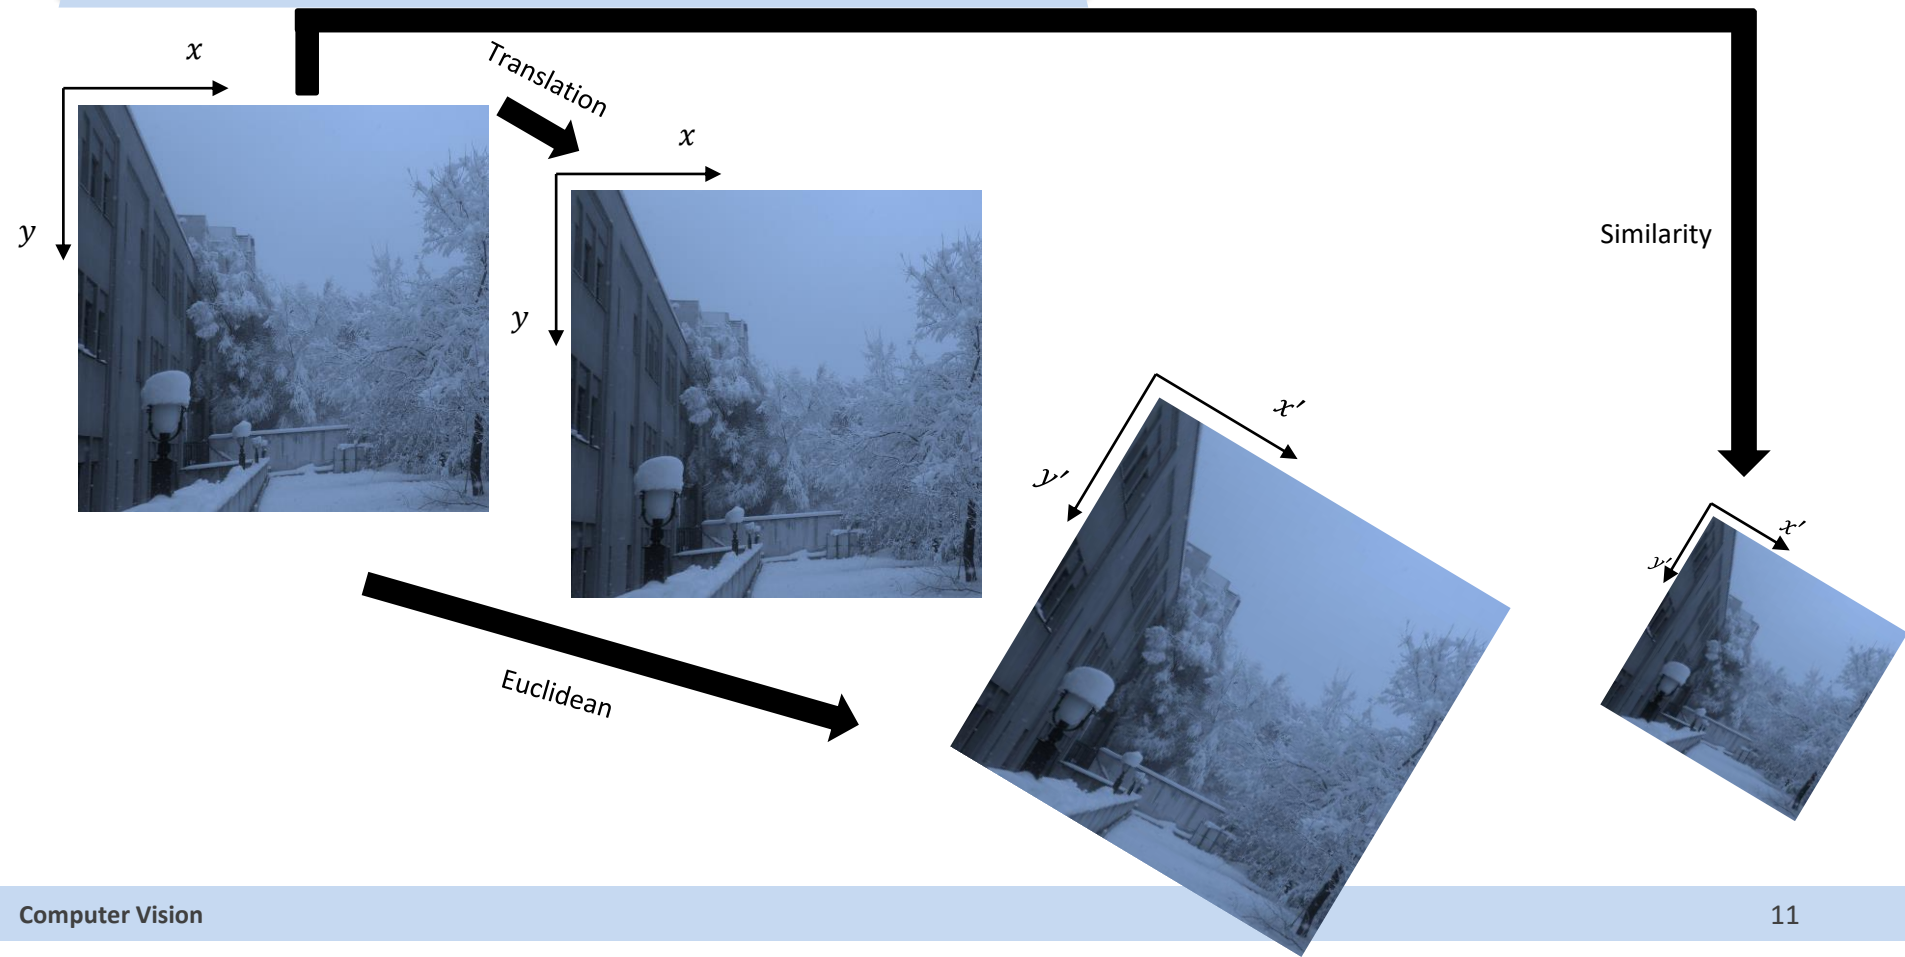 x
Translation
x
y
Similarity
y
x′
y′
x′
y′
Euclidean
Computer Vision
11